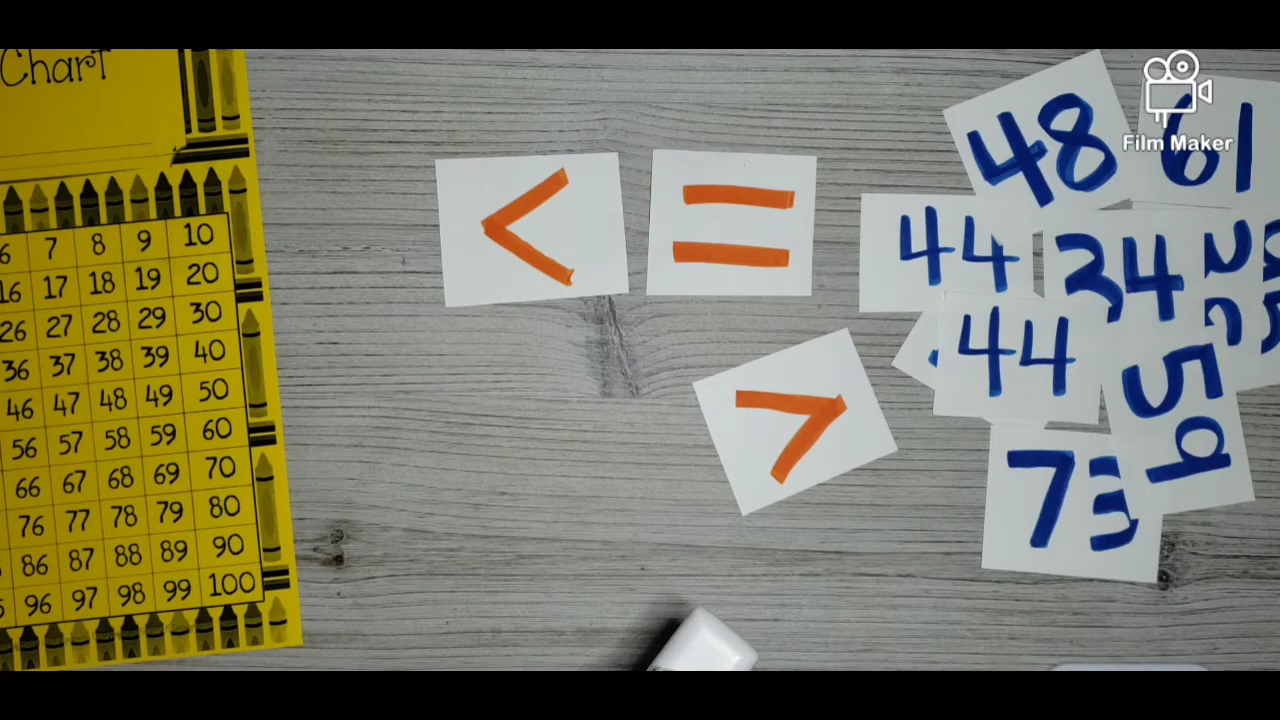 Chart
6 7 8 9 10
16 17 18 19 20
26 27 28 29 30
36 37 38 39 40
46 47 48 49 50
56 57 58 59 60
66 67 68 69 70
76 77 78 79 80
86 87 88 89 90
96 97 98 99 100
< =
>
48
61
44
34
44
59
73
Film Maker